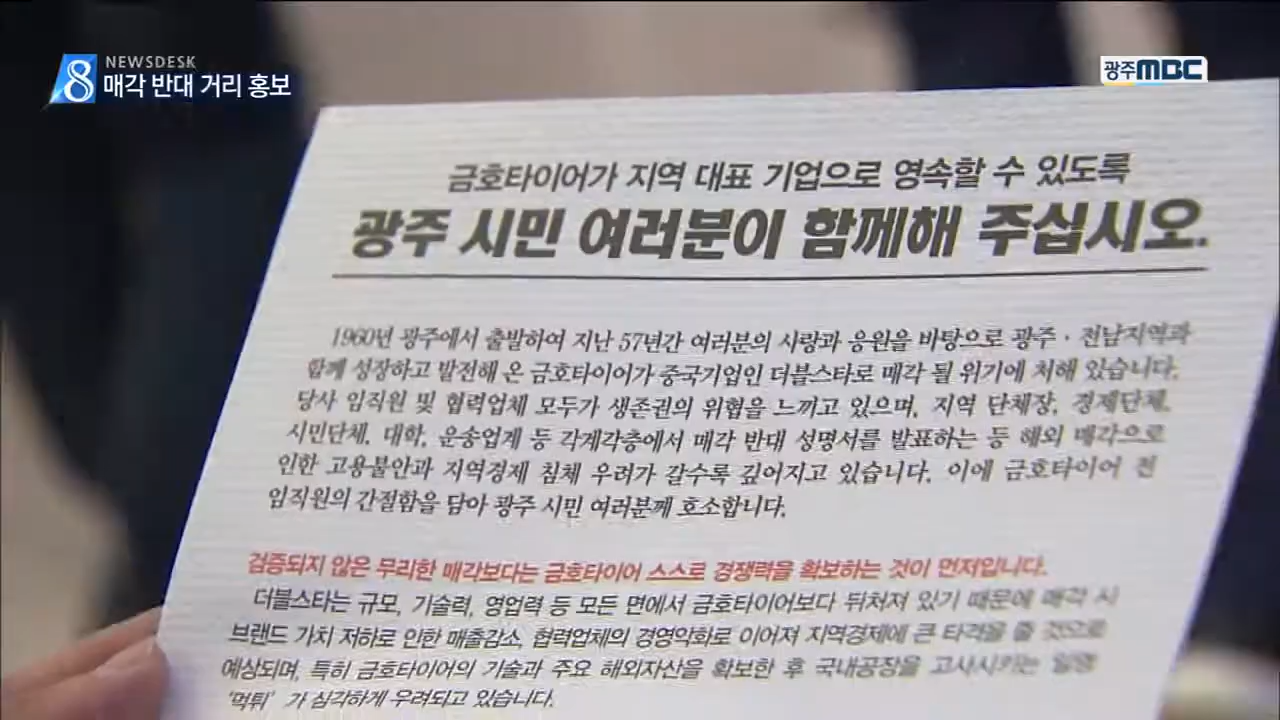 NEWSDESK
8 매각 반대 거리 홍보
광주MBC
금호타이어가 지역 대표 기업으로 영속할 수 있도록
광주 시민 여러분이 함께해 주십시오.
1960년 광주에서 출발하여 지난 57년간 여러분의 사랑과 응원을 바탕으로 광주 · 전남지역과
함께 성장하고 발전해 온 금호타이어가 중국기업인 더블스타로 매각 될 위기에 처해 있습니다.
당사 임직원 및 협력업체 모두가 생존권의 위협을 느끼고 있으며, 지역 단체장, 경제단체,
시민단체, 대학, 운송업계 등 각계각층에서 매각 반대 성명서를 발표하는 등 해외 매각으로
인한 고용불안과 지역경제 침체 우려가 갈수록 깊어지고 있습니다. 이에 금호타이어 전
임직원의 간절함을 담아 광주 시민 여러분께 호소합니다.
검증되지 않은 무리한 매각보다는 금호타이어 스스로 경쟁력을 확보하는 것이 먼저입니다.
더블스타는 규모, 기술력, 영업력 등 모든 면에서 금호타이어보다 뒤처져 있기 때문에 매각 시
브랜드 가치 저하로 인한 매출감소, 협력업체의 경영악화로 이어져 지역경제에 큰 타격을 줄 것으로
예상되며, 특히 금호타이어의 기술과 주요 해외자산을 확보한 후 국내공장을 고사시키는 일명
'먹튀' 가 심각하게 우려되고 있습니다.